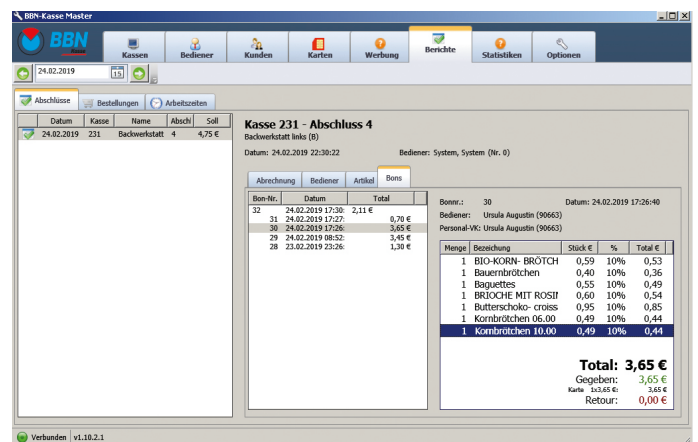 BBN-Kasse Master
BBN
Kasse
Kassen Bediener Kunden Karten Werbung Berichte Statistiken Optionen
24.02.2019 15
Abschlüsse Bestellungen Arbeitszeiten
Datum Kasse Name Abschl Soll
24.02.2019 231 Backwerkstatt 4 4,75 €
Kasse 231 - Abschluss 4
Backwerkstatt links (B)
Datum: 24.02.2019 22:30:22 Bediener: System, System (Nr. 0)
Abrechnung Bediener Artikel Bons
Bon-Nr. Datum Total
32 24.02.2019 17:30: 2,11 €
31 24.02.2019 17:27: 0,70 €
30 24.02.2019 17:26: 3,65 €
29 24.02.2019 08:52: 3,45 €
28 23.02.2019 23:26: 1,30 €
Bonnr.: 30 Datum: 24.02.2019 17:26:40
Bediener: Ursula Augustin (90663)
Personal-VK: Ursula Augustin (90663)
Menge Bezeichung Stück € % Total €
1 BIO-KORN- BRÖTCH 0,59 10% 0,53
1 Bauernbrötchen 0,40 10% 0,36
1 Baguettes 0,55 10% 0,49
1 BRIOCHE MIT ROSIN 0,60 10% 0,54
1 Butterschoko- croiss 0,95 10% 0,85
1 Kornbrötchen 06.00 0,49 10% 0,44
1 Kornbrötchen 10.00 0,49 10% 0,44
Total: 3,65 €
Gegeben: 3,65 €
Karte 1x3,65 €: 3,65 €
Retour: 0,00 €
Verbunden v1.10.2.1